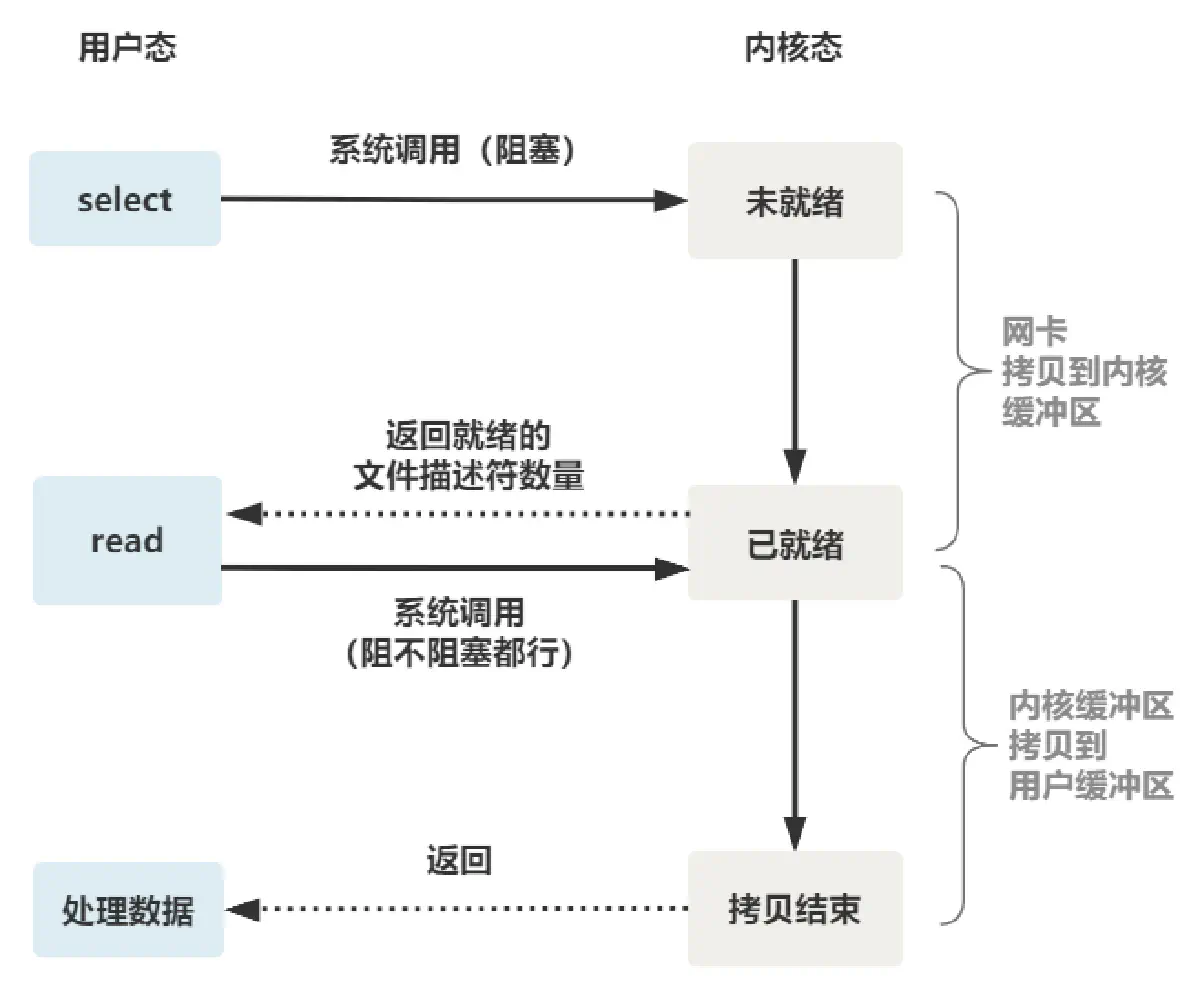 用户态
内核态
系统调用（阻塞）
select
未就绪
网卡
拷贝到内核
缓冲区
返回就绪的
文件描述符数量
read
已就绪
系统调用
（阻不阻塞都行）
内核缓冲区
拷贝到
用户缓冲区
返回
处理数据
拷贝结束